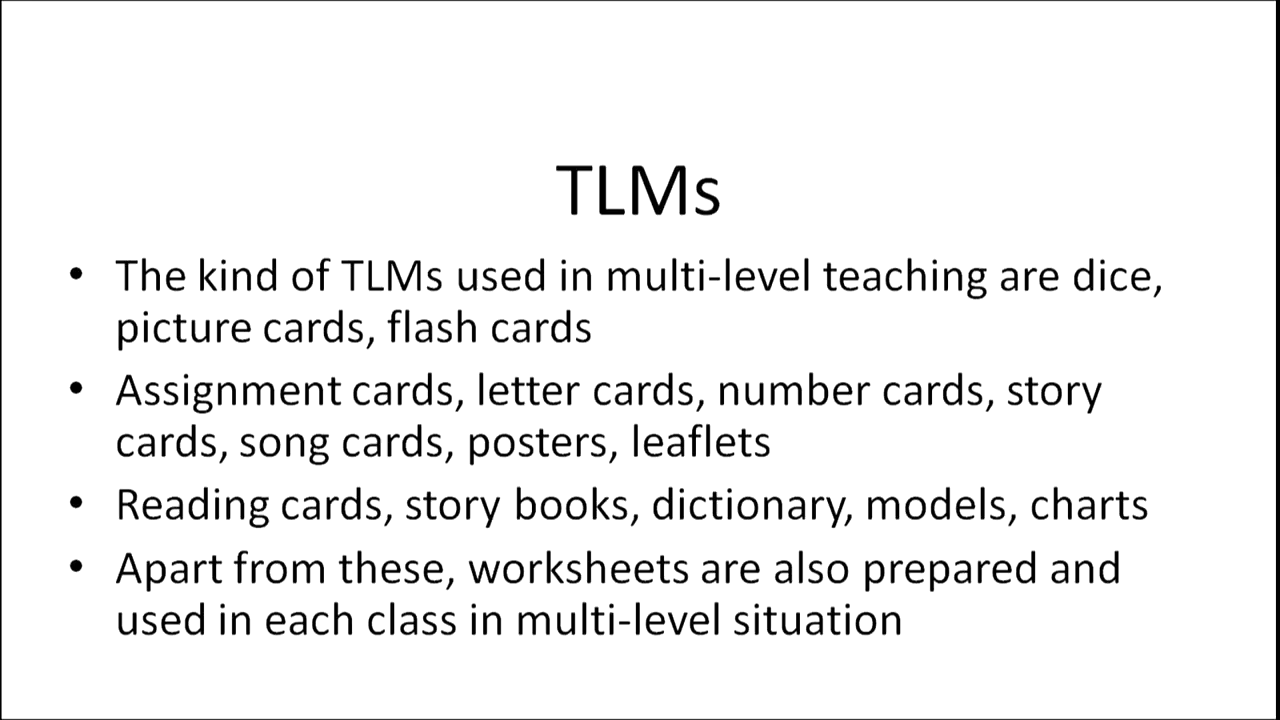 TLMs
• The kind of TLMs used in multi-level teaching are dice,
picture cards, flash cards
• Assignment cards, letter cards, number cards, story
cards, song cards, posters, leaflets
• Reading cards, story books, dictionary, models, charts
• Apart from these, worksheets are also prepared and
used in each class in multi-level situation